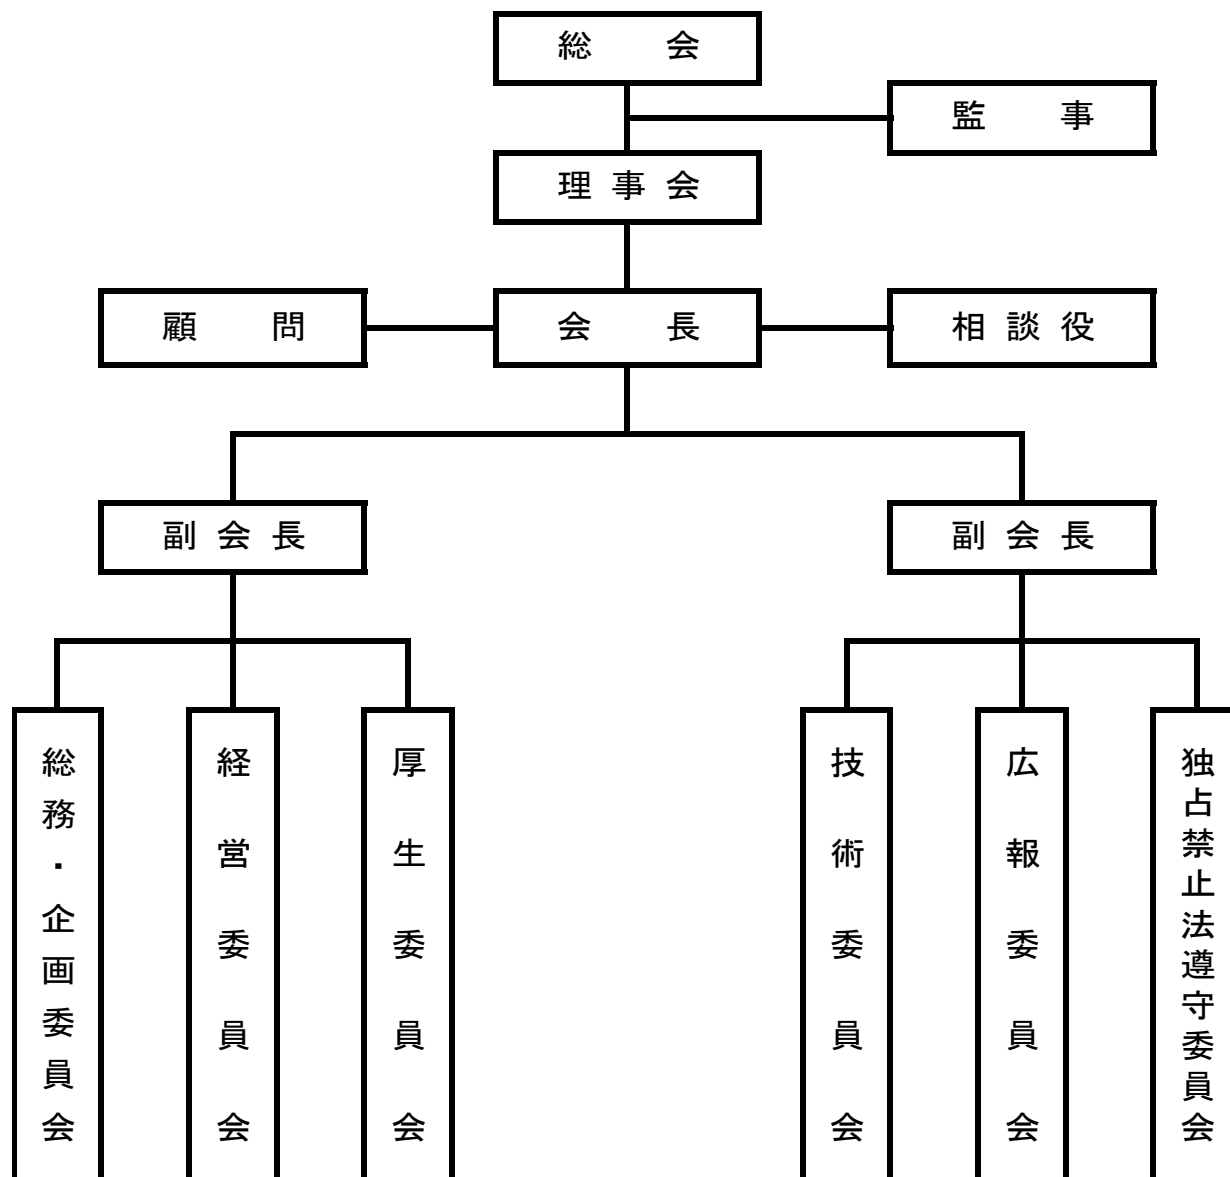 総会
監事
理事会
顧問
会長
相談役
副会長
副会長
総務・企画委員会
経営委員会
厚生委員会
技術委員会
広報委員会
独占禁止法遵守委員会